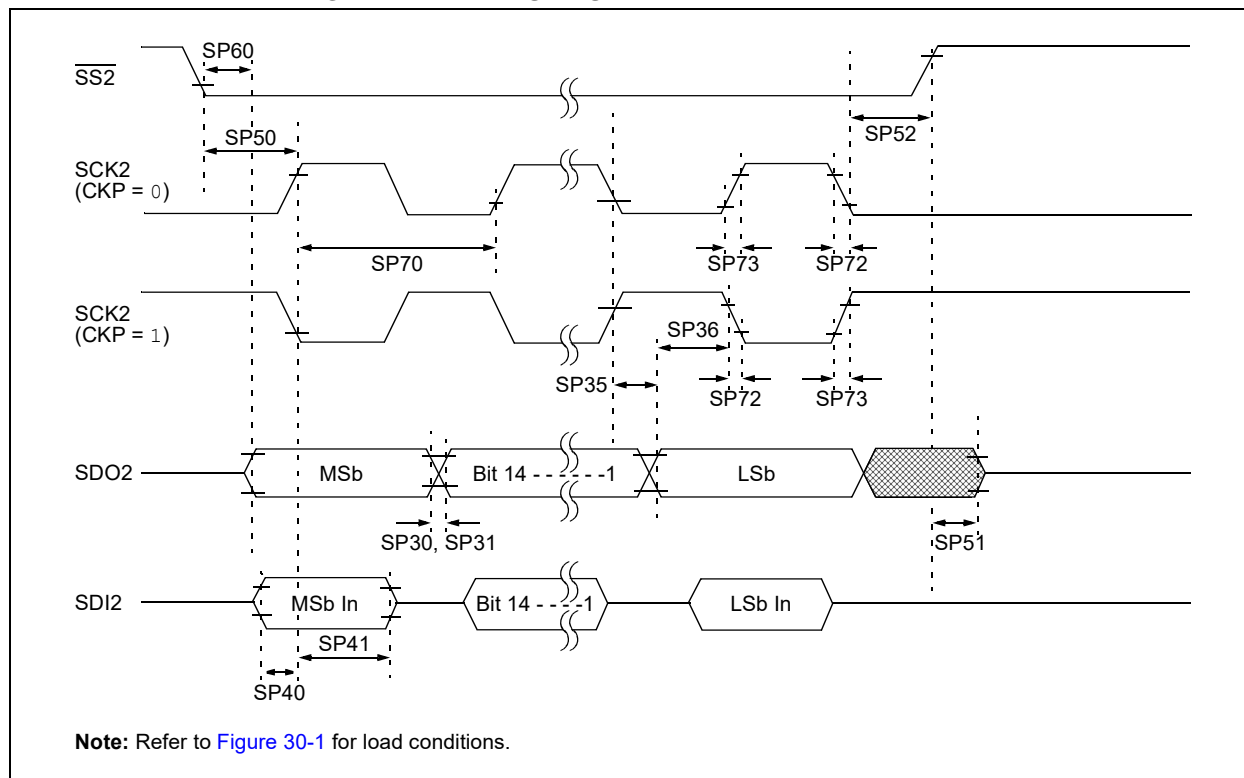 SP60
SS2
SP50
SP52
SCK2
(CKP = 0)
SP70
SP73
SP72
SCK2
(CKP = 1)
SP36
SP35
SP72
SP73
SDO2
MSb
Bit 14 - - - - - -1
LSb
SP30, SP31
SP51
SDI2
MSb In
Bit 14 - - - -1
LSb In
SP41
SP40
Note: Refer to Figure 30-1 for load conditions.